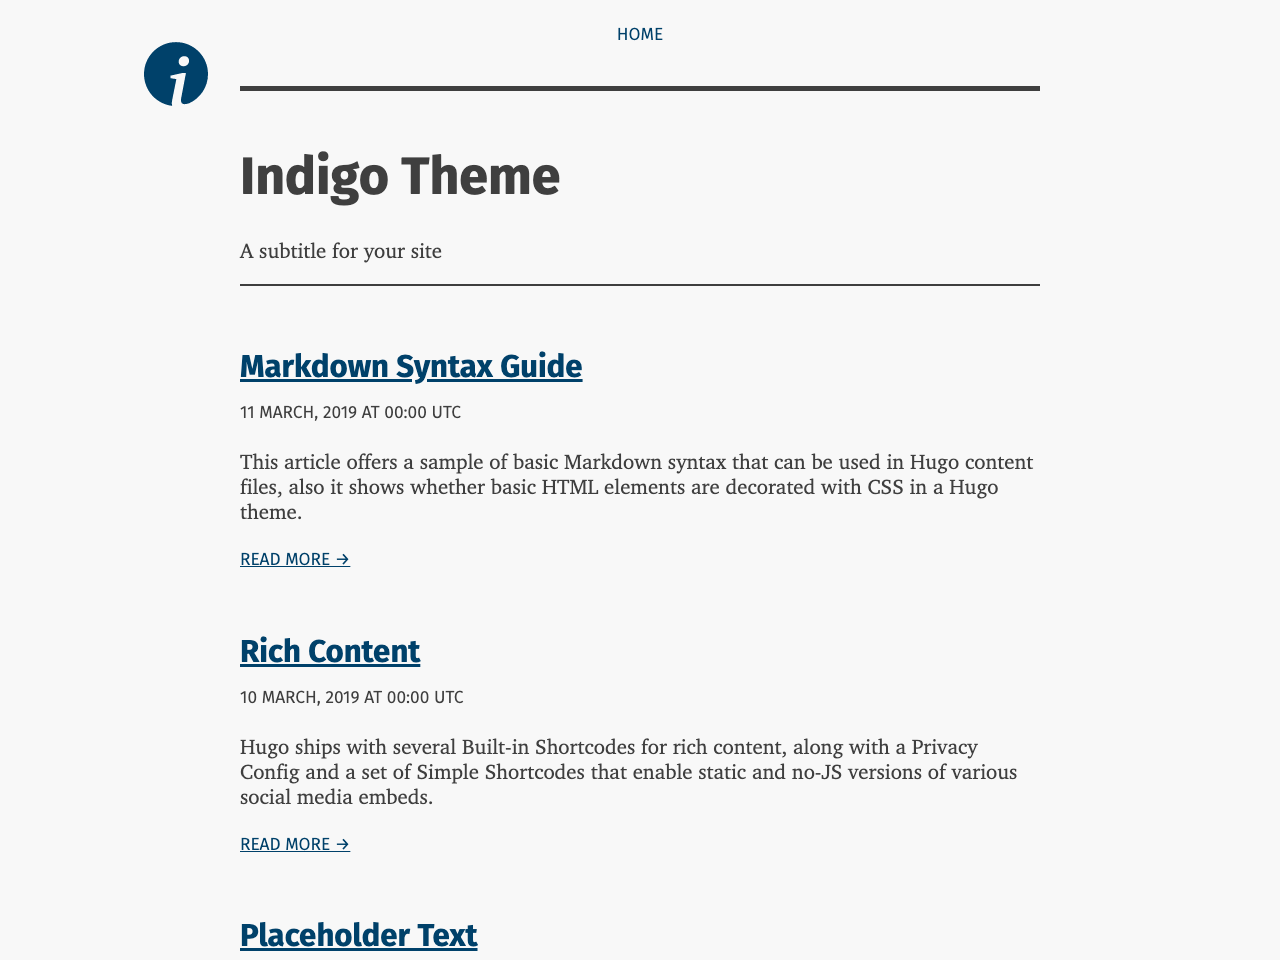 HOME
i
Indigo Theme
A subtitle for your site
Markdown Syntax Guide
11 MARCH, 2019 AT 00:00 UTC
This article offers a sample of basic Markdown syntax that can be used in Hugo content
files, also it shows whether basic HTML elements are decorated with CSS in a Hugo
theme.
READ MORE →
Rich Content
10 MARCH, 2019 AT 00:00 UTC
Hugo ships with several Built-in Shortcodes for rich content, along with a Privacy
Config and a set of Simple Shortcodes that enable static and no-JS versions of various
social media embeds.
READ MORE →
Placeholder Text